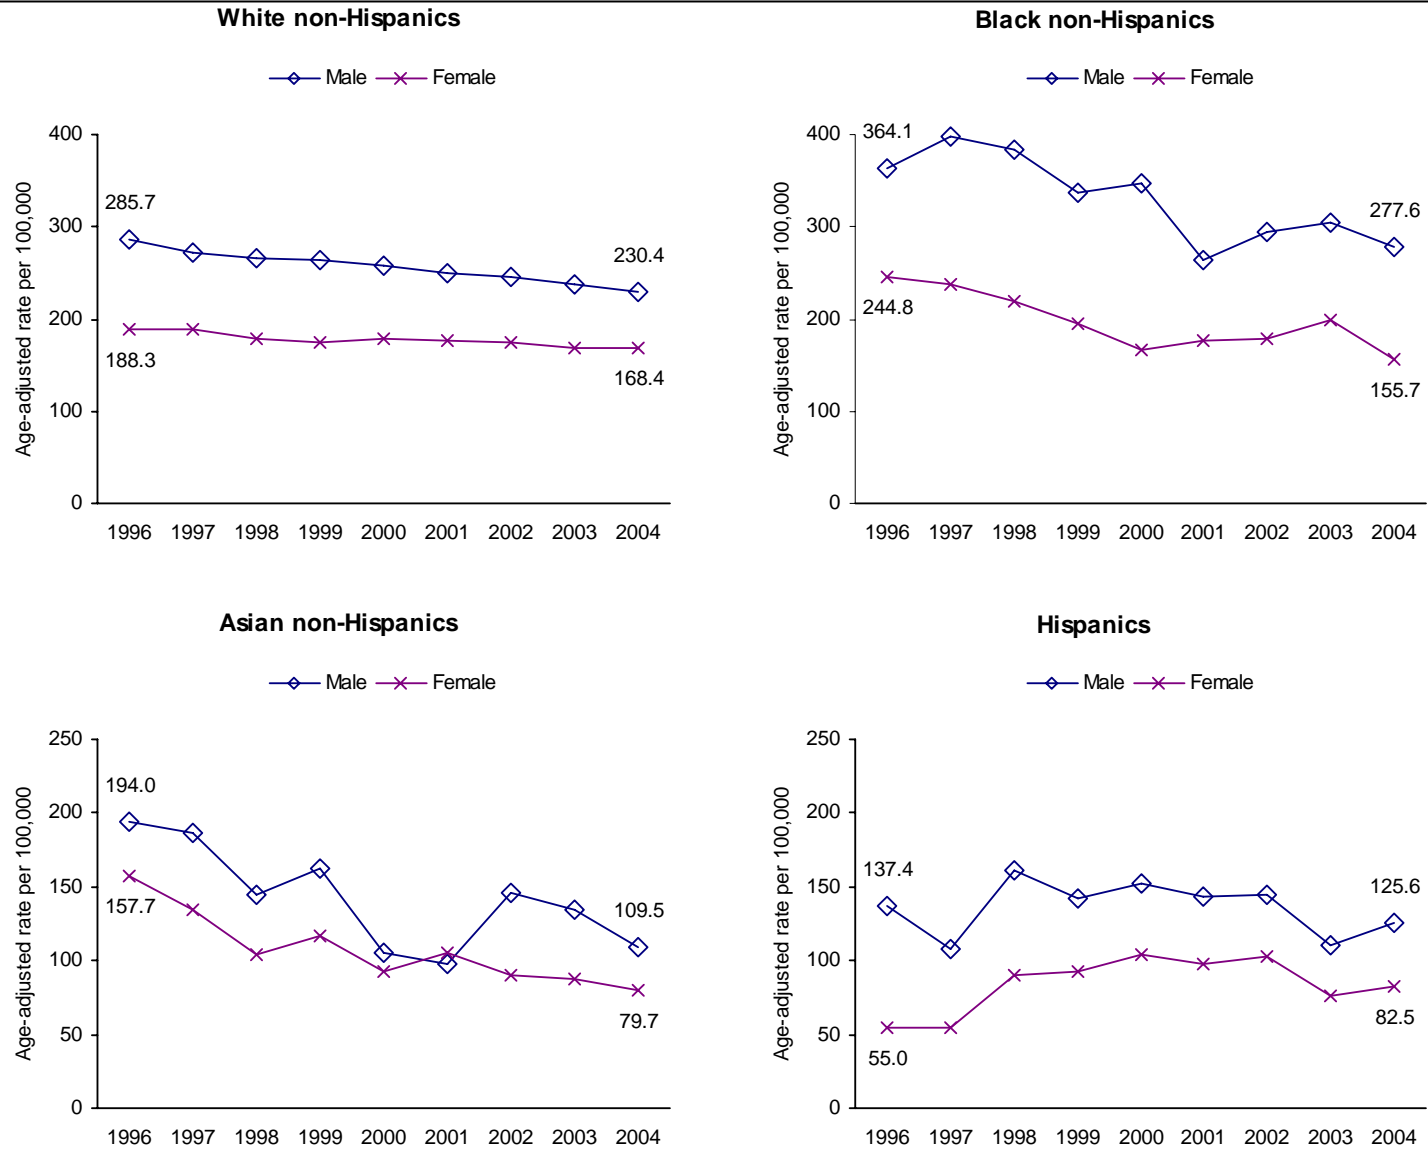 White non-Hispanics
Male Female
Age-adjusted rate per 100,000
400
300
200
100
0
285.7
230.4
188.3
168.4
1996 1997 1998 1999 2000 2001 2002 2003 2004
Black non-Hispanics
Male Female
Age-adjusted rate per 100,000
400
300
200
100
0
364.1
277.6
244.8
155.7
1996 1997 1998 1999 2000 2001 2002 2003 2004
Asian non-Hispanics
Male Female
Age-adjusted rate per 100,000
250
200
150
100
50
0
194.0
157.7
109.5
79.7
1996 1997 1998 1999 2000 2001 2002 2003 2004
Hispanics
Male Female
Age-adjusted rate per 100,000
250
200
150
100
50
0
137.4
125.6
55.0
82.5
1996 1997 1998 1999 2000 2001 2002 2003 2004